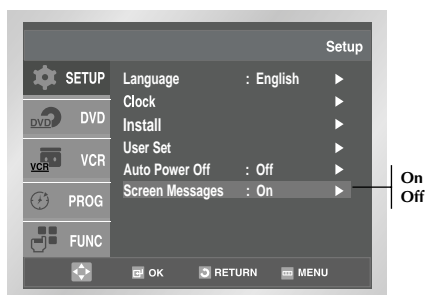 Setup
SETUP
DVD
DVD
VCR
VCR
PROG
FUNC
Language : English ►
Clock ►
Install ►
User Set ►
Auto Power Off : Off ►
Screen Messages : On ►
On
Off
OK
RETURN
MENU